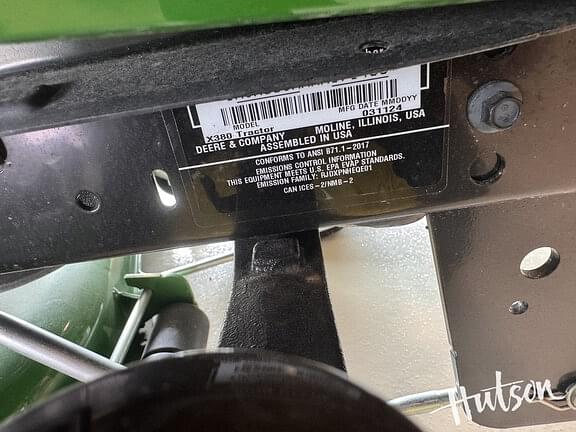 MODEL
X380 Tractor
MFG DATE MMDDYY
031124
DEERE & COMPANY MOLINE, ILLINOIS, USA
ASSEMBLED IN USA
CONFORMS TO ANSI B71.1-2017
EMISSIONS CONTROL INFORMATION
THIS EQUIPMENT MEETS U.S. EPA EVAP STANDARDS.
EMISSION FAMILY: RJDXPNHEQE01
CAN ICES-2/NMB-2
Hutson